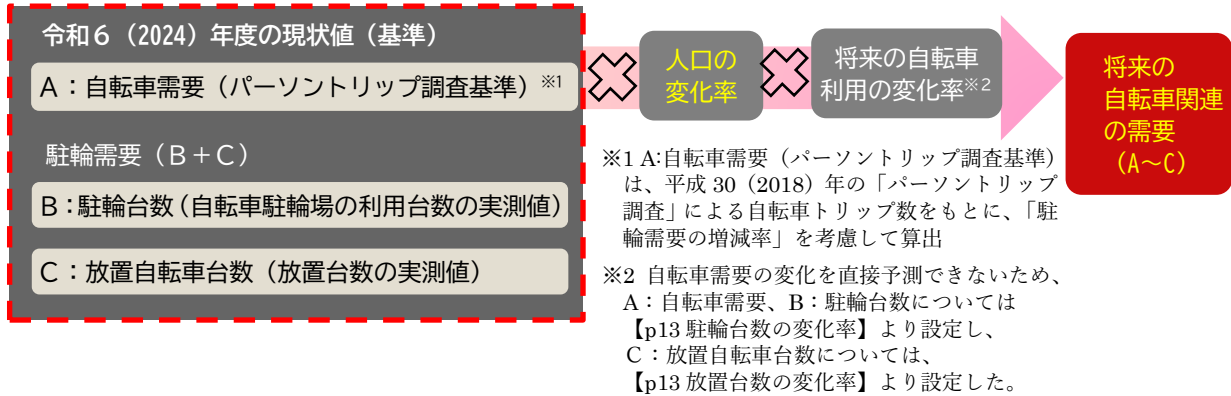 令和６（2024）年度の現状値（基準）
Ａ：自転車需要（パーソントリップ調査基準）※1
駐輪需要（Ｂ＋Ｃ）
Ｂ：駐輪台数（自転車駐輪場の利用台数の実測値）
Ｃ：放置自転車台数（放置台数の実測値）
人口の
変化率
将来の自転車
利用の変化率※2
将来の
自転車関連
の需要
（A～C）
※1 A:自転車需要（パーソントリップ調査基準）
は、平成 30（2018）年の「パーソントリップ
調査」による自転車トリップ数をもとに、「駐
輪需要の増減率」を考慮して算出
※2 自転車需要の変化を直接予測できないため、
A：自転車需要、B：駐輪台数については
【p13 駐輪台数の変化率】より設定し、
Ｃ：放置自転車台数については、
【p13 放置台数の変化率】より設定した。